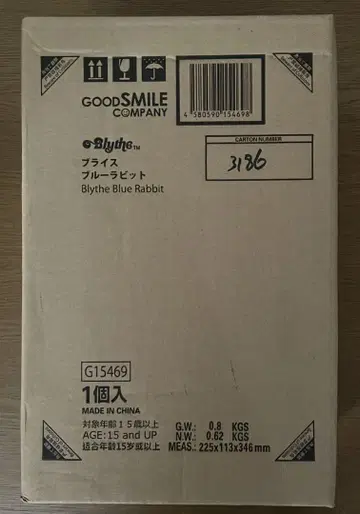 GOODSMILE
COMPANY
4 580590 154698
CARTON NUMBER
3186
Blythe™
ブライス
ブルーラビット
Blythe Blue Rabbit
G15469
1個入
MADE IN CHINA
対象年齢15歳以上
AGE:15 and UP
适合年龄15岁或以上
G.W.: 0.8 KGS
N.W.: 0.62 KGS
MEAS.: 225x113x346mm